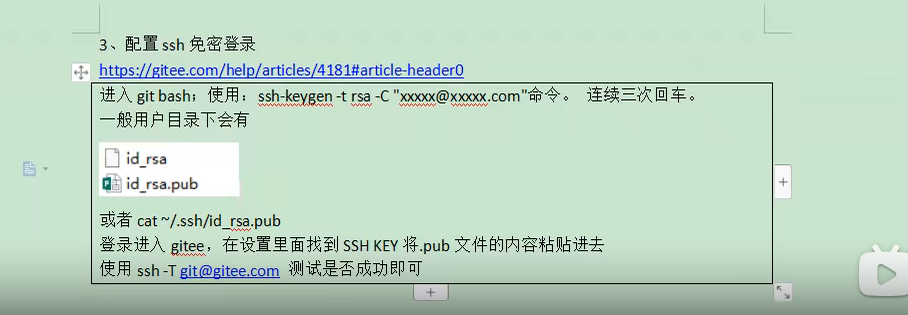 3、配置 ssh 免密登录
https://gitee.com/help/articles/4181#article-header0
进入 git bash；使用：ssh-keygen -t rsa -C "xxxxx@xxxxx.com"命令。 连续三次回车。
一般用户目录下会有
id_rsa
id_rsa.pub
或者 cat ~/.ssh/id_rsa.pub
登录进入 gitee，在设置里面找到 SSH KEY 将.pub 文件的内容粘贴进去
使用 ssh -T git@gitee.com 测试是否成功即可